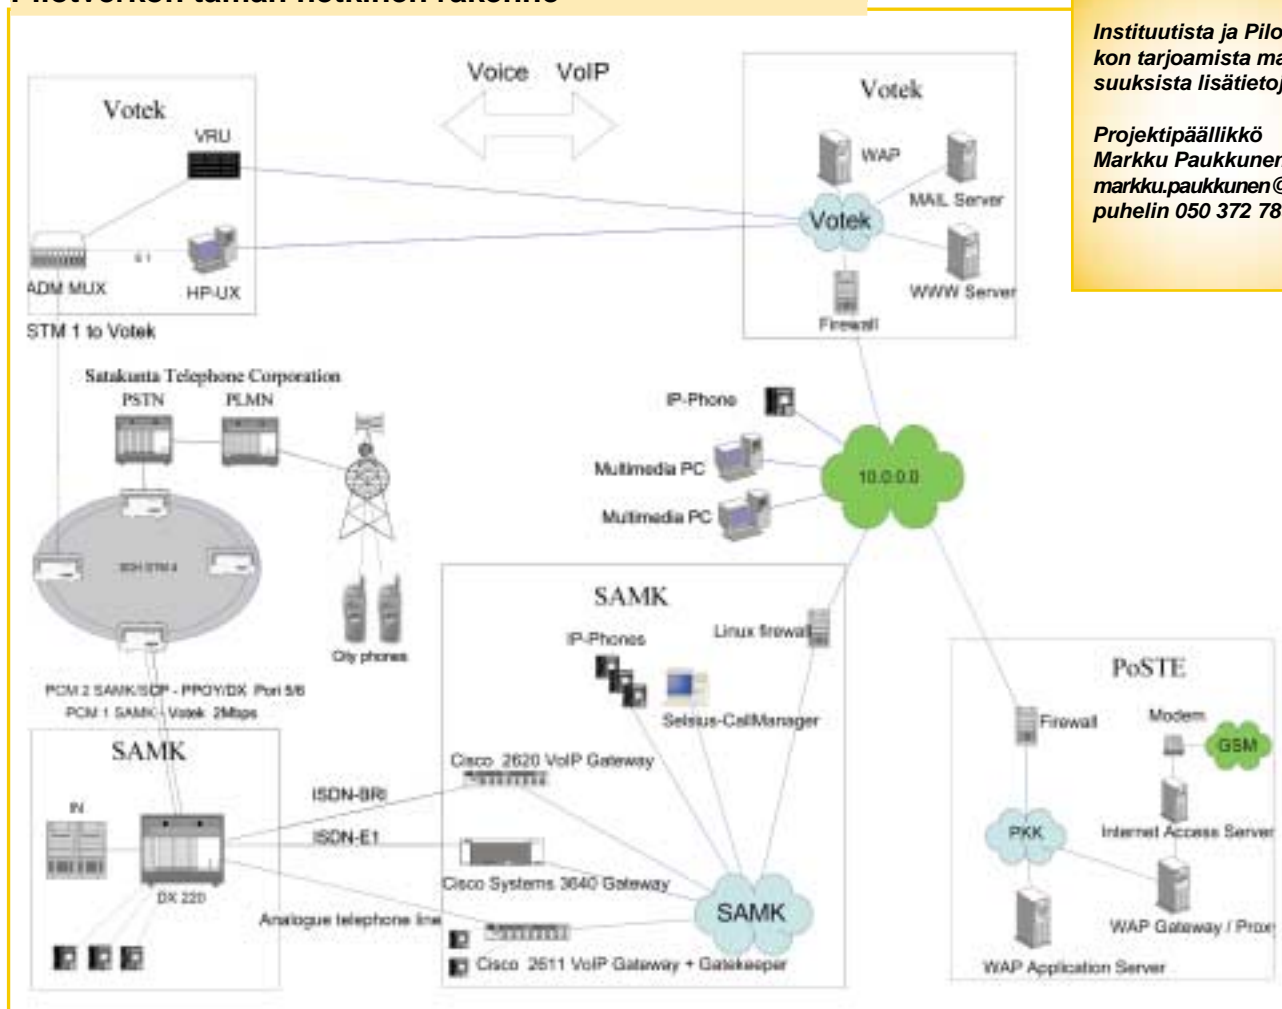 Instituutista ja
kon tarjoamista
suuksista
Projektipäällikkö
Markku Paukkunen
markku.paukkunen@
puhelin 050 372 78
Voice VoIP
Votek
VRU
ADM MUX
HP-UX
STM 1 to Votek
Votek
WAP
MAIL Server
Votek
WWW Server
Firewall
Satakunta Telephone Corporation
PSTN PLMN
IP-Phone
Multimedia PC
10.0.0.0
Multimedia PC
SDH STM 4
City phones
PCM 2 SAMK/SCP - PPOY/DX Pori 5/6
PCM 1 SAMK - Votek 2Mbps
SAMK
IP-Phones
Linux firewall
Selsius-CallManager
Cisco 2620 VoIP Gateway
Cisco Systems 3640 Gateway
SAMK
Cisco 2611 VoIP Gateway + Gatekeeper
SAMK
IN
DX 220
ISDN-BRI
ISDN-E1
Analogue telephone line
PoSTE
Firewall
Modem
GSM
PKK
Internet Access Server
WAP Gateway /
WAP Application Server